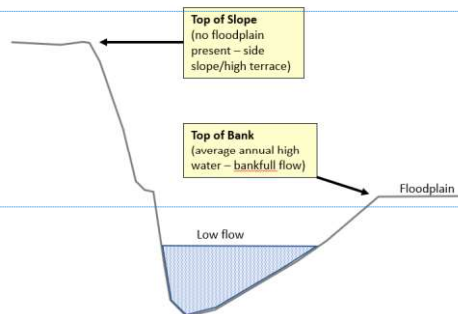 Top of Slope
(no floodplain
present – side
slope/high terrace)
Top of Bank
(average annual high
water – bankfull flow)
Floodplain
Low flow